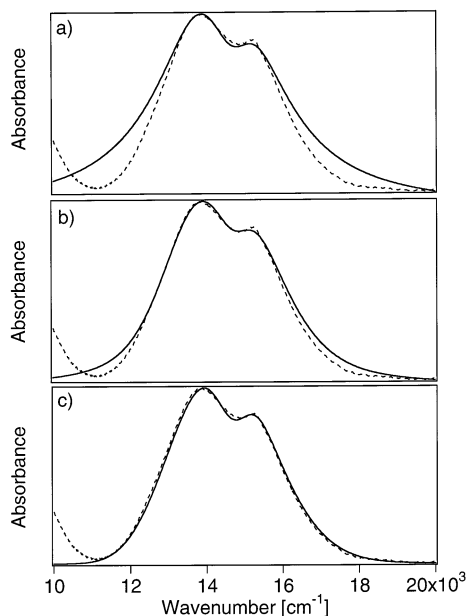 a)
Absorbance
b)
Absorbance
c)
Absorbance
10 12 14 16 18 20x10³
Wavenumber [cm⁻¹]